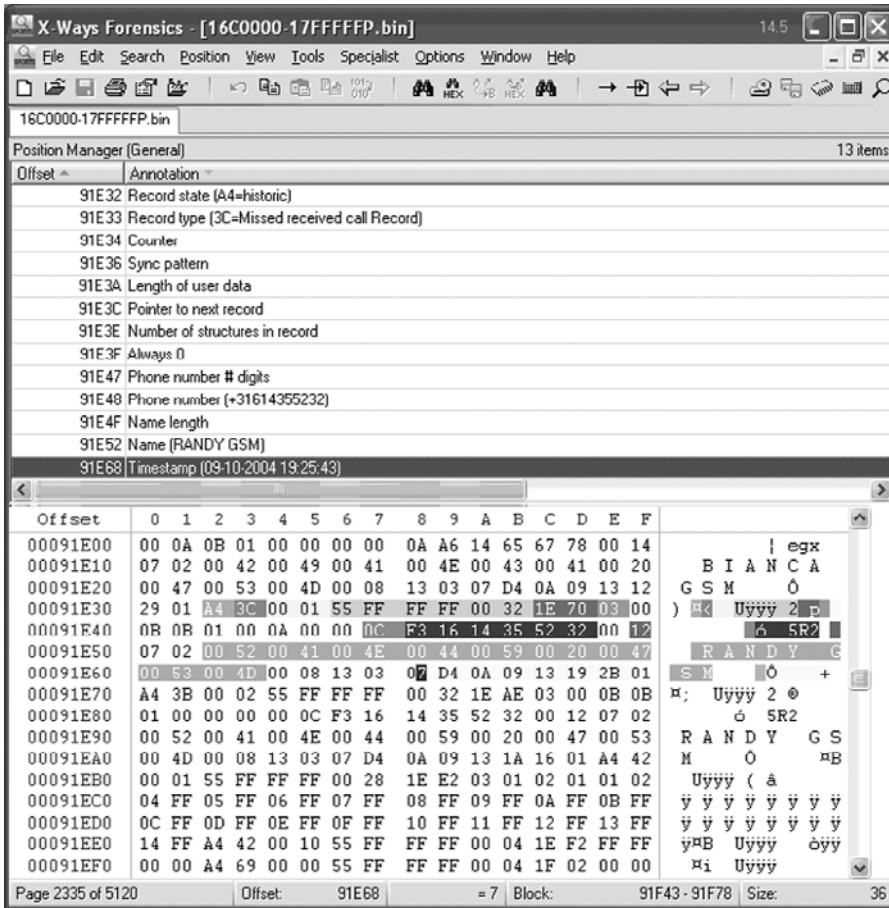 X-Ways Forensics - [16C0000-17FFFFFP.bin] 14.5
File Edit Search Position View Tools Specialist Options Window Help
16C0000-17FFFFFP.bin
Position Manager (General) 13 items
Offset Annotation
91E32 Record state (A4=historic)
91E33 Record type (3C=Missed received call Record)
91E34 Counter
91E36 Sync pattern
91E3A Length of user data
91E3C Pointer to next record
91E3E Number of structures in record
91E3F Always 0
91E47 Phone number # digits
91E48 Phone number (+31614355232)
91E4F Name length
91E52 Name (RANDY GSM)
91E68 Timestamp (09-10-2004 19:25:43)
Offset 0 1 2 3 4 5 6 7 8 9 A B C D E F
00091E00 00 0A 0B 01 00 00 00 00 0A A6 14 65 67 78 00 14 ¦ egx
00091E10 07 02 00 42 00 49 00 41 00 4E 00 43 00 41 00 20 B I A N C A
00091E20 00 47 00 53 00 4D 00 08 13 03 07 D4 0A 09 13 12 G S M Ô
00091E30 29 01 A4 3C 00 01 55 FF FF FF 00 32 1E 70 03 00 ) ¤< Uÿÿÿ 2 p
00091E40 0B 0B 01 00 0A 00 00 0C F3 16 14 35 52 32 00 12 ó 5R2
00091E50 07 02 00 52 00 41 00 4E 00 44 00 59 00 20 00 47 R A N D Y G
00091E60 00 53 00 4D 00 08 13 03 07 D4 0A 09 13 19 2B 01 S M Ô +
00091E70 A4 3B 00 02 55 FF FF FF 00 32 1E AE 03 00 0B 0B ¤; Uÿÿÿ 2 ®
00091E80 01 00 00 00 00 0C F3 16 14 35 52 32 00 12 07 02 ó 5R2
00091E90 00 52 00 41 00 4E 00 44 00 59 00 20 00 47 00 53 R A N D Y G S
00091EA0 00 4D 00 08 13 03 07 D4 0A 09 13 1A 16 01 A4 42 M Ô ¤B
00091EB0 00 01 55 FF FF FF 00 28 1E E2 03 01 02 01 01 02 Uÿÿÿ ( â
00091EC0 04 FF 05 FF 06 FF 07 FF 08 FF 09 FF 0A FF 0B FF ÿ ÿ ÿ ÿ ÿ ÿ ÿ ÿ
00091ED0 0C FF 0D FF 0E FF 0F FF 10 FF 11 FF 12 FF 13 FF ÿ ÿ ÿ ÿ ÿ ÿ ÿ ÿ
00091EE0 14 FF A4 42 00 10 55 FF FF FF 00 04 1E F2 FF FF ÿ¤B Uÿÿÿ òÿÿ
00091EF0 00 00 A4 69 00 00 55 FF FF FF 00 04 1F 02 00 00 ¤i Uÿÿÿ
Page 2335 of 5120 Offset: 91E68 = 7 Block: 91F43 - 91F78 Size: 36